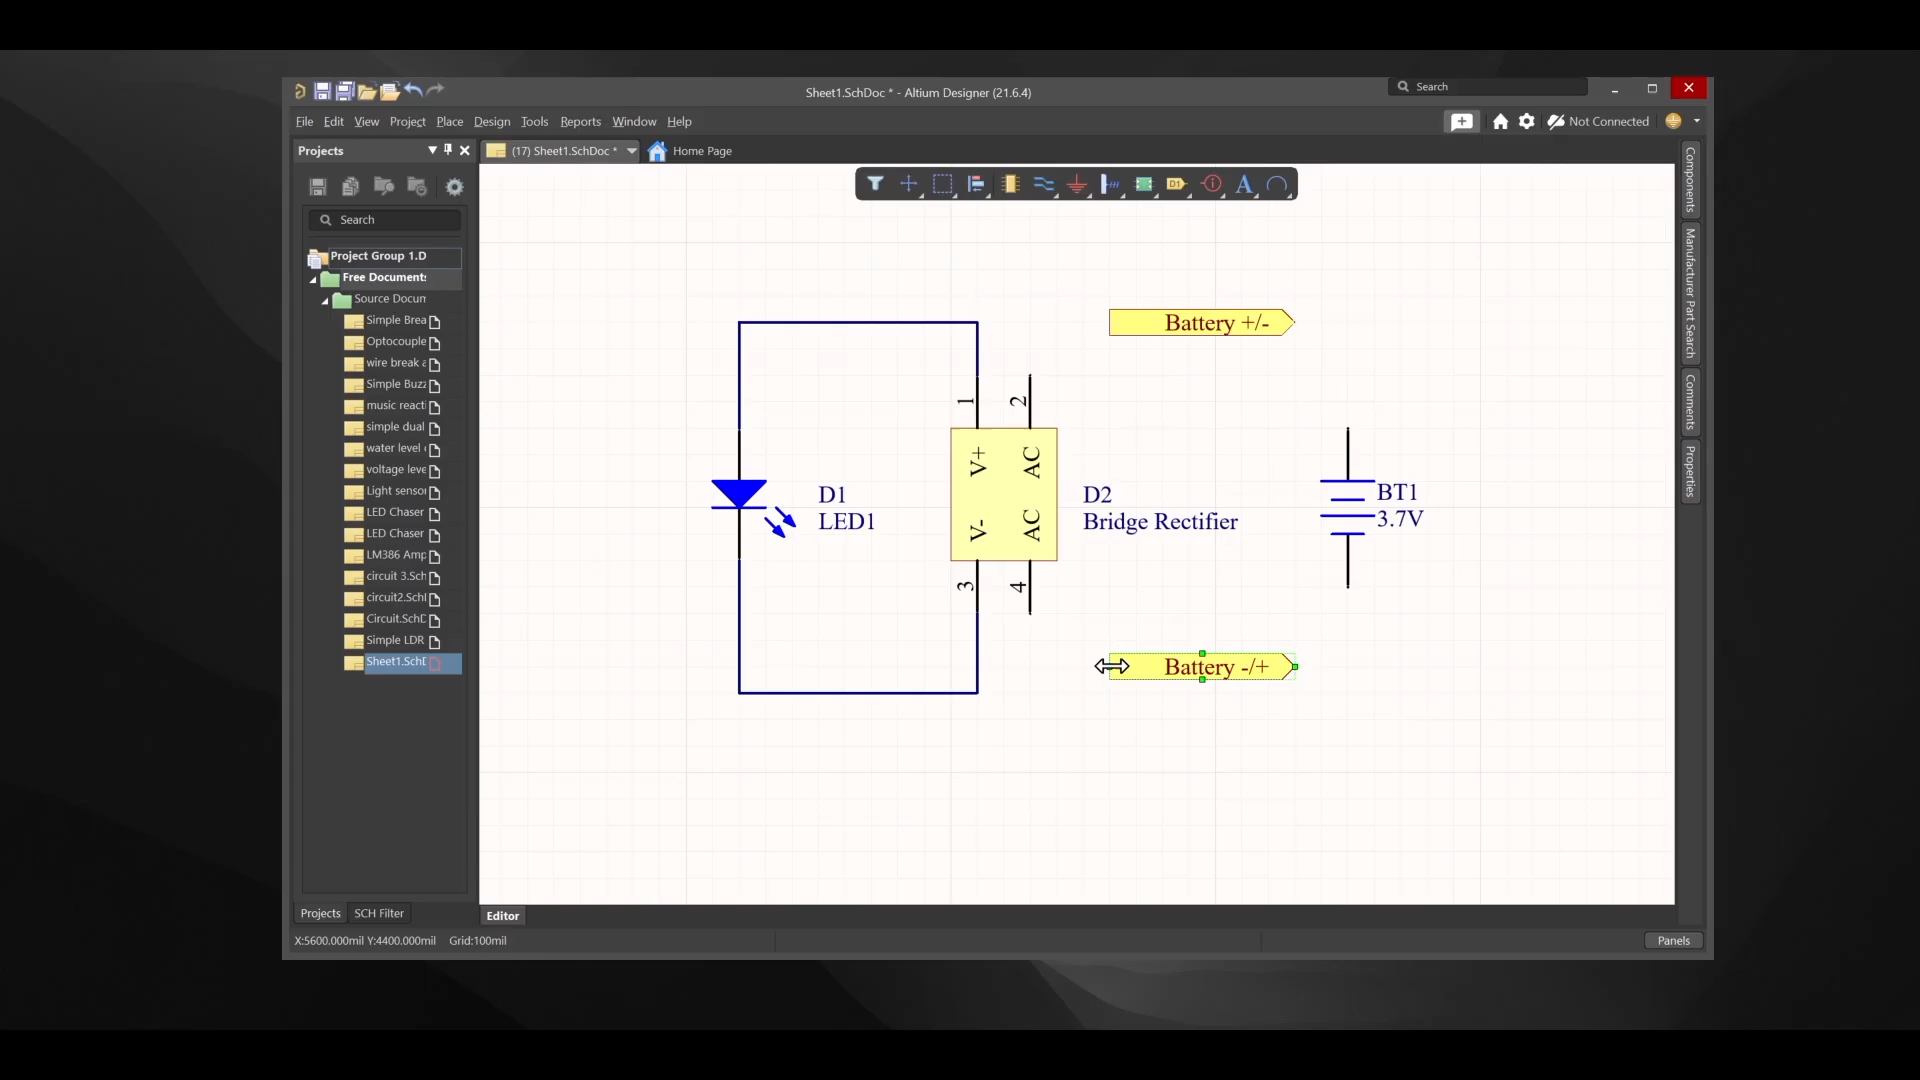 Sheet1.SchDoc * - Altium Designer (21.6.4)
Search
File Edit View Project Place Design Tools Reports Window Help
Not Connected
Projects
(17) Sheet1.SchDoc *
Home Page
D1
A
Search
Project Group 1.D
Free Documents
Source Docum
Simple Brea
Optocouple
wire break a
Simple Buzz
music reacti
simple dual
water level
voltage leve
Light sensor
LED Chaser
LED Chaser
LM386 Amp
circuit 3.Sch
circuit2.Schl
Circuit.SchD
Simple LDR
Sheet1.SchD
Battery +/-
1
2
V+
AC
V-
AC
3
4
D1
LED1
D2
Bridge Rectifier
BT1
3.7V
Battery -/+
Components
Manufacturer Part Search
Comments
Properties
Projects
SCH Filter
Editor
X:5600.000mil Y:4400.000mil Grid:100mil
Panels